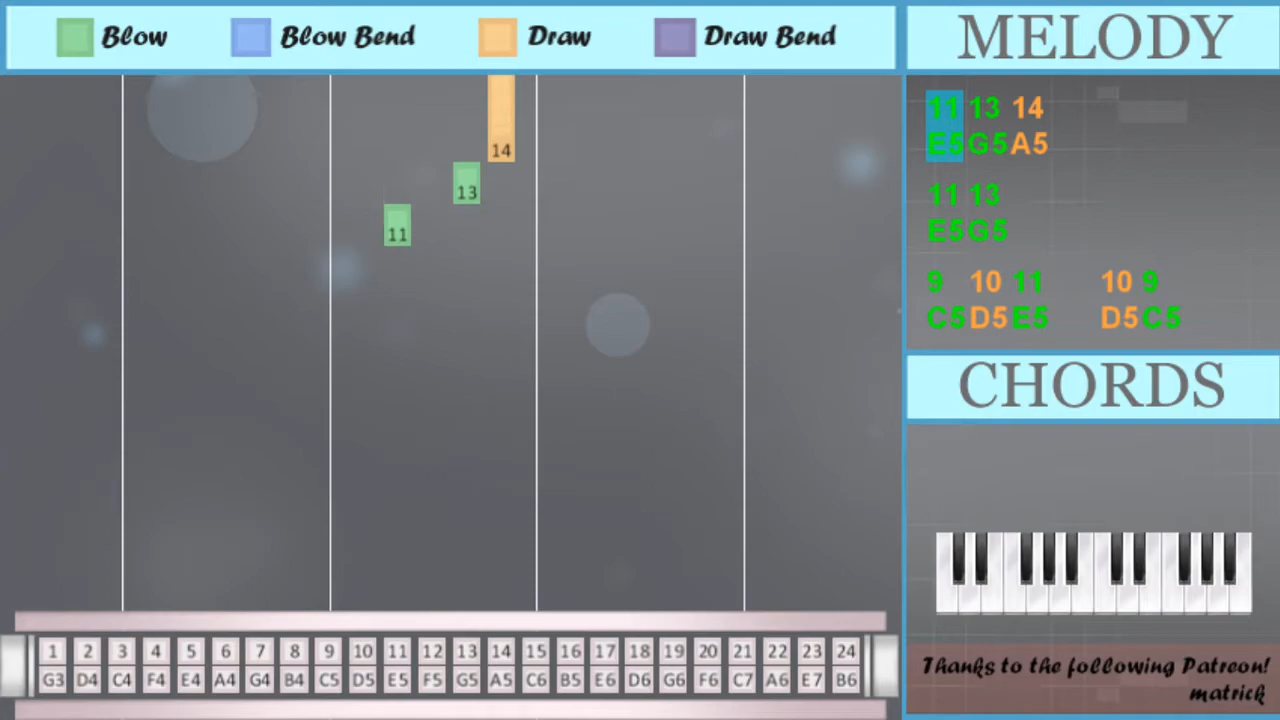 Blow Blow Bend Draw Draw Bend
MELODY
11 13 14
E5 G5 A5
11 13
E5 G5
9 10 11 10 9
C5 D5 E5 D5 C5
14
13
11
CHORDS
1 2 3 4 5 6 7 8 9 10 11 12 13 14 15 16 17 18 19 20 21 22 23 24
G3 D4 C4 F4 E4 A4 G4 B4 C5 D5 E5 F5 G5 A5 C6 B5 E6 D6 G6 F6 C7 A6 E7 B6
Thanks to the following Patreon!
matrick